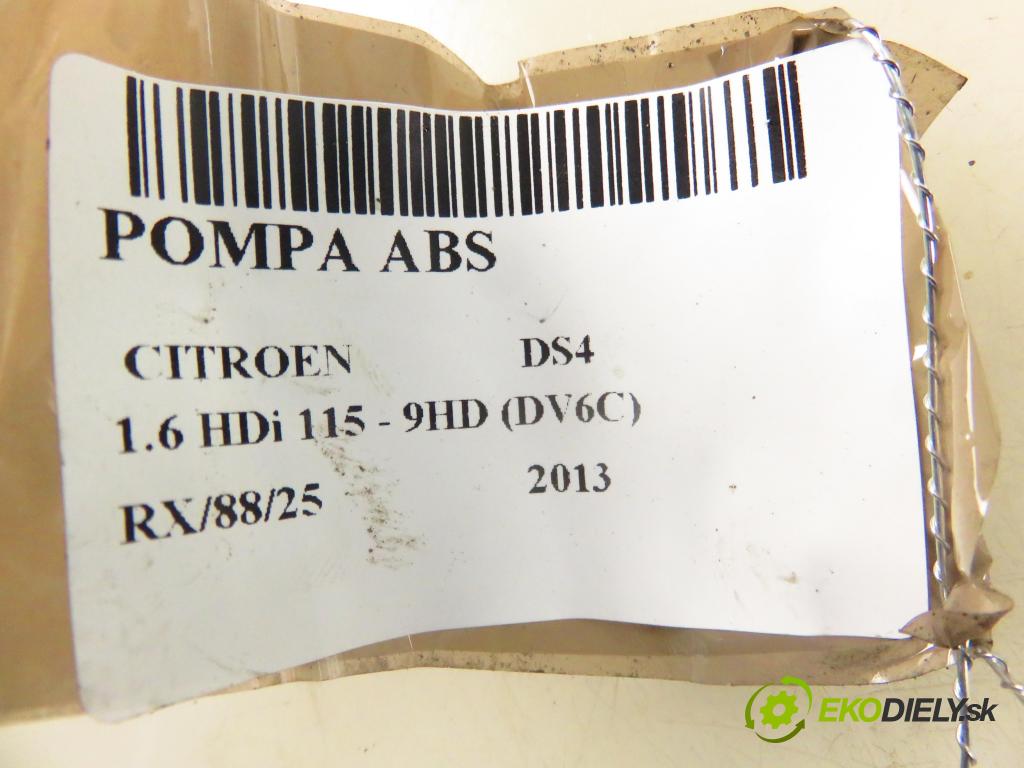 POMPA ABS
CITROEN DS4
1.6 HDi 115 - 9HD (DV6C)
RX/88/25 2013
EKODIELY.sk